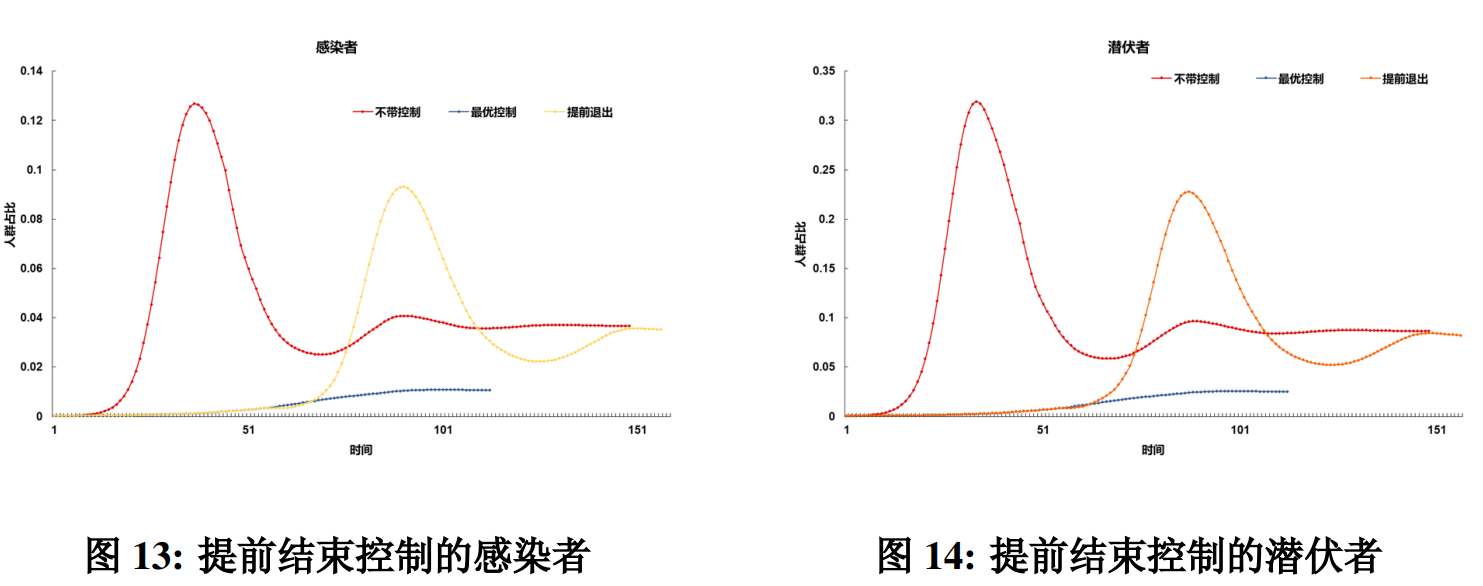 感染者
0.14
0.12
0.1
0.08
0.06
0.04
0.02
0
人群占比
不带控制 最优控制 提前退出
1 51 101 151
时间
图 13: 提前结束控制的感染者
潜伏者
0.35
0.3
0.25
0.2
0.15
0.1
0.05
0
人群占比
不带控制 最优控制 提前退出
1 51 101 151
时间
图 14: 提前结束控制的潜伏者